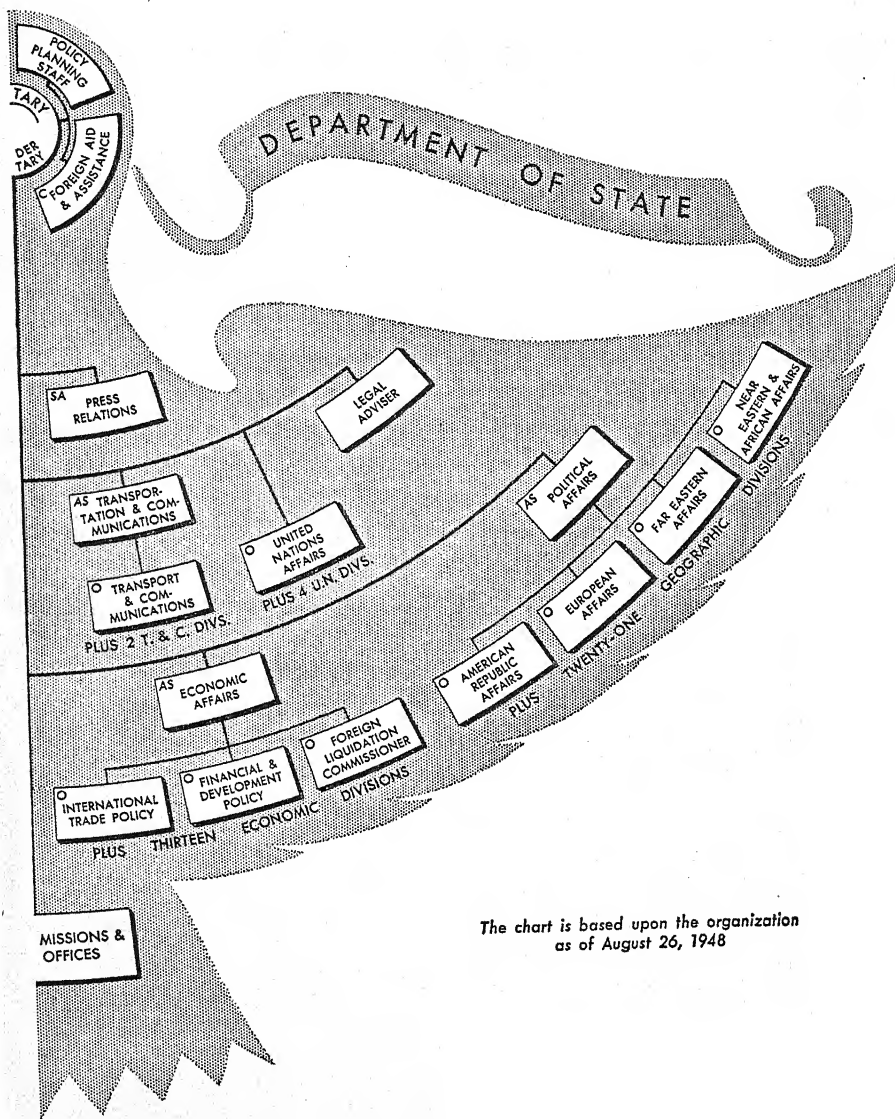 POLICY
PLANNING
STAFF
TARY
DER
TARY
C FOREIGN AID
& ASSISTANCE
DEPARTMENT OF STATE
SA PRESS
RELATIONS
LEGAL
ADVISER
AS TRANSPOR-
TATION & COM-
MUNICATIONS
O TRANSPORT
& COM-
MUNICATIONS
PLUS 2 T. & C. DIVS.
O UNITED
NATIONS
AFFAIRS
PLUS 4 U.N. DIVS.
AS POLITICAL
AFFAIRS
O NEAR
EASTERN &
AFRICAN AFFAIRS
O FAR EASTERN
AFFAIRS
O EUROPEAN
AFFAIRS
O AMERICAN
REPUBLIC
AFFAIRS
PLUS TWENTY-ONE GEOGRAPHIC DIVISIONS
AS ECONOMIC
AFFAIRS
O FOREIGN
LIQUIDATION
COMMISSIONER
O FINANCIAL &
DEVELOPMENT
POLICY
O INTERNATIONAL
TRADE POLICY
PLUS THIRTEEN ECONOMIC DIVISIONS
MISSIONS &
OFFICES
The chart is based upon the organization
as of August 26, 1948